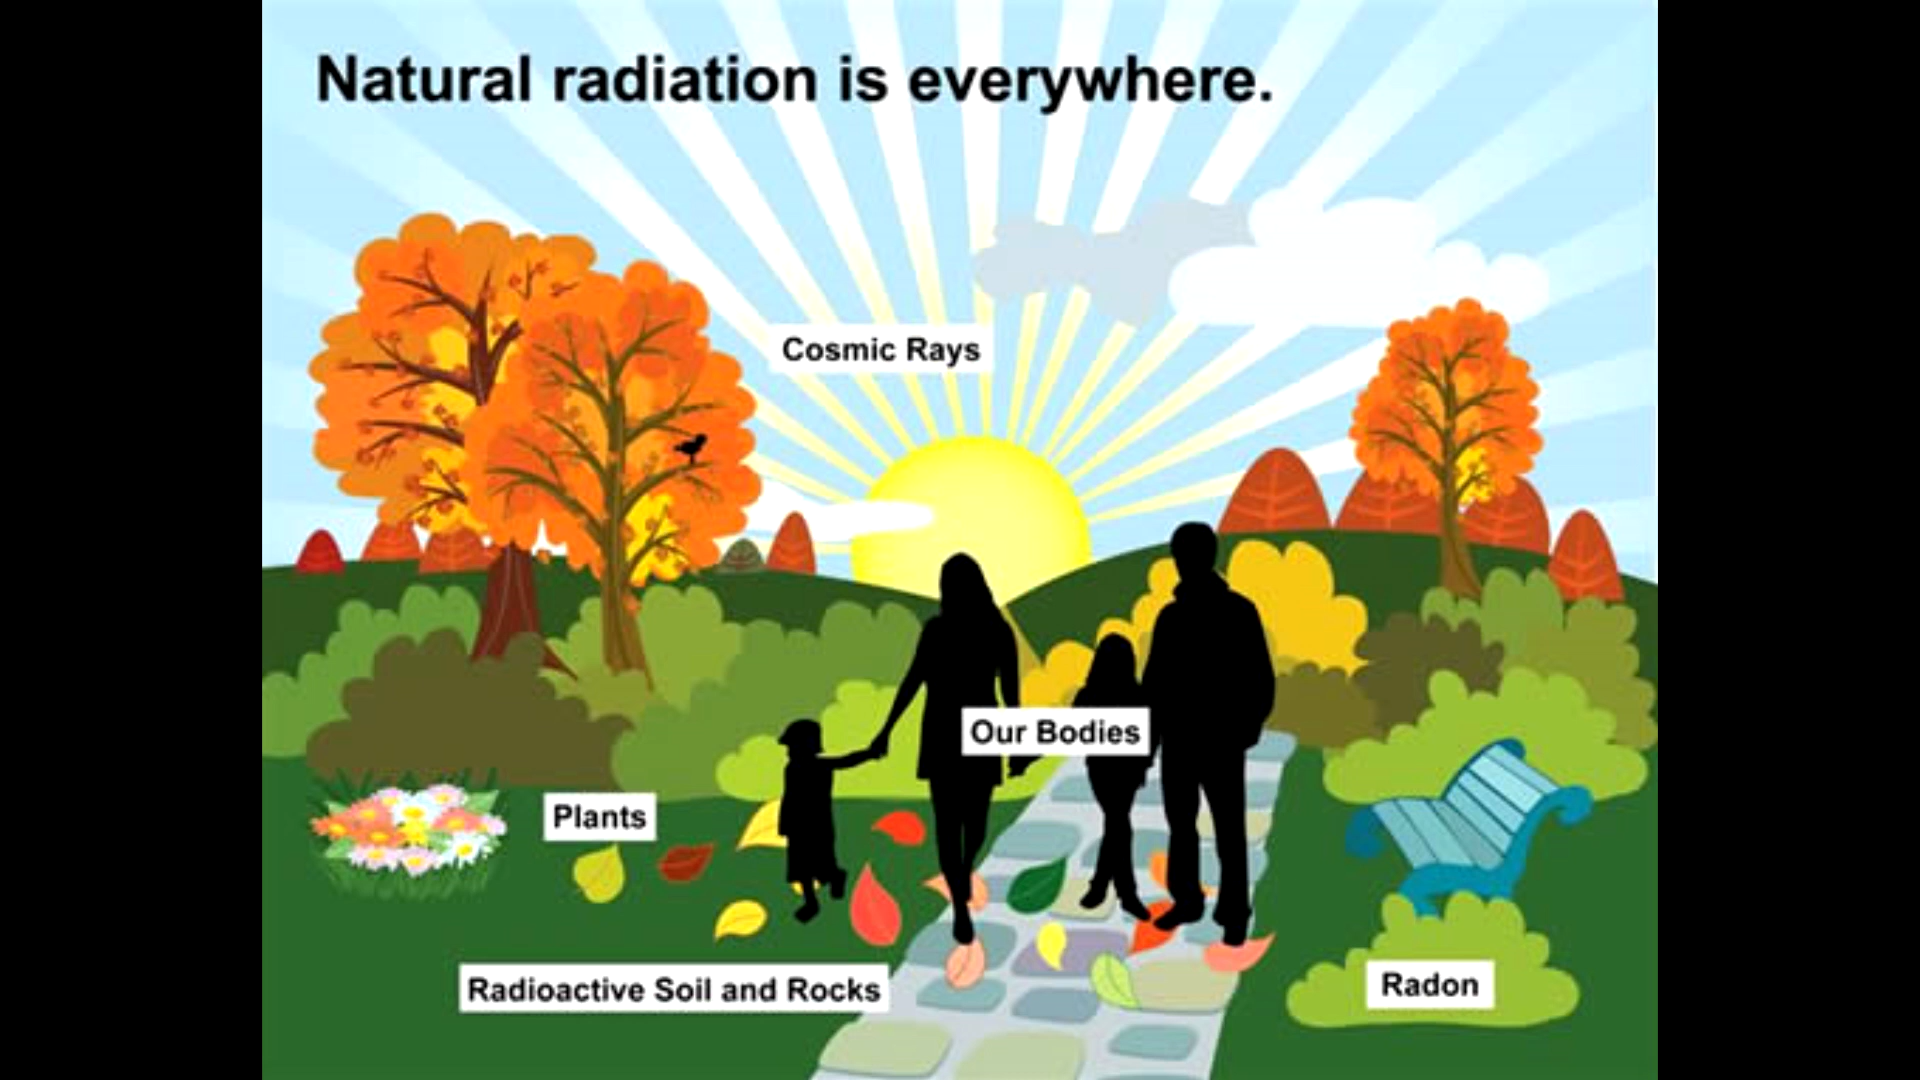 Natural radiation is everywhere.
Cosmic Rays
Our Bodies
Plants
Radioactive Soil and Rocks
Radon